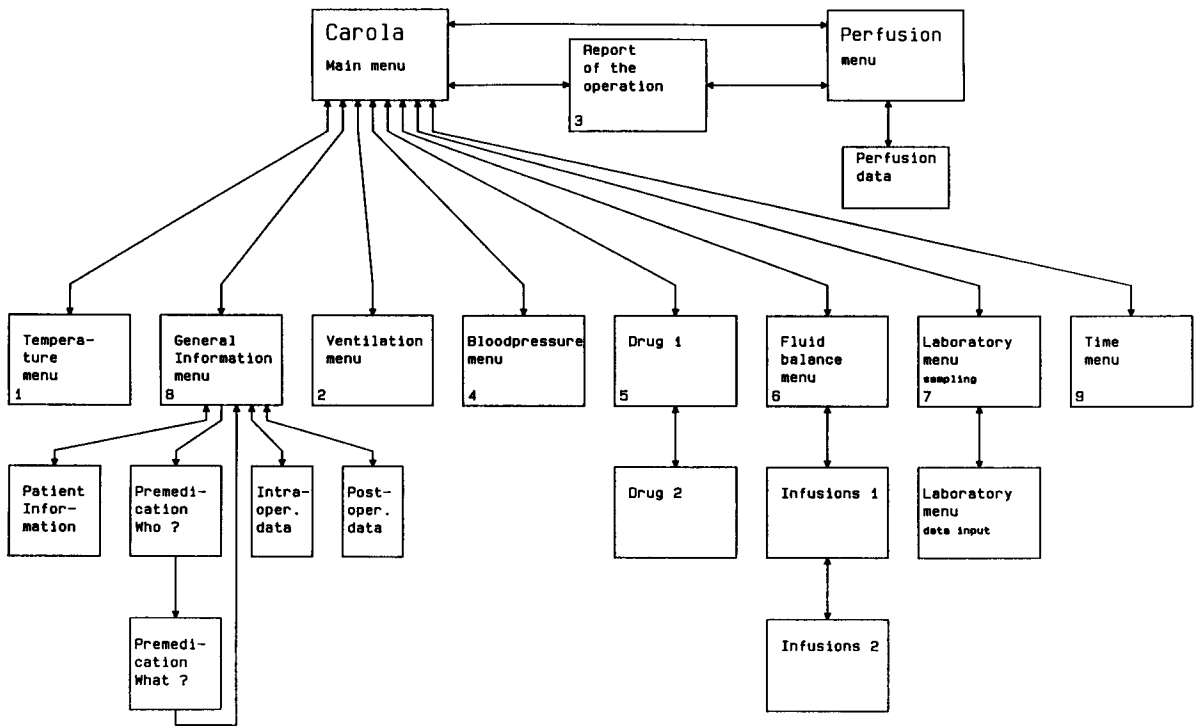 Carola
Main menu
Report
of the
operation
3
Perfusion
menu
Perfusion
data
Tempera-
ture
menu
1
General
Information
menu
8
Ventilation
menu
2
Bloodpressure
menu
4
Drug 1
5
Fluid
balance
menu
6
Laboratory
menu
sampling
7
Time
menu
9
Patient
Infor-
mation
Premedi-
cation
Who ?
Intra-
oper.
data
Post-
oper.
data
Drug 2
Infusions 1
Laboratory
menu
data input
Premedi-
cation
What ?
Infusions 2